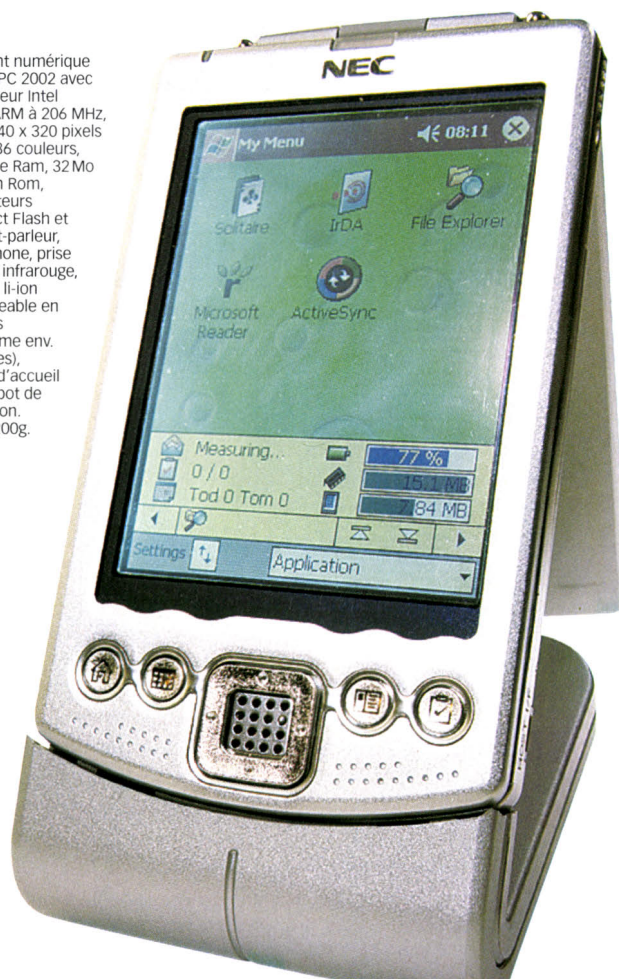 nt numérique
PC 2002 avec
eur Intel
ARM à 206 MHz,
40 x 320 pixels
36 couleurs,
e Ram, 32 Mo
n Rom,
teurs
ct Flash et
t-parleur,
hone, prise
infrarouge,
li-ion
eable en
s
me env.
es),
d'accueil
pot de
on.
200g.
NEC
My Menu 08:11
Solitaire IrDA File Explorer
Microsoft Reader ActiveSync
Measuring... 77 %
0 / 0 15.1 MB
Tod 0 Tom 0 7.84 MB
Settings Application